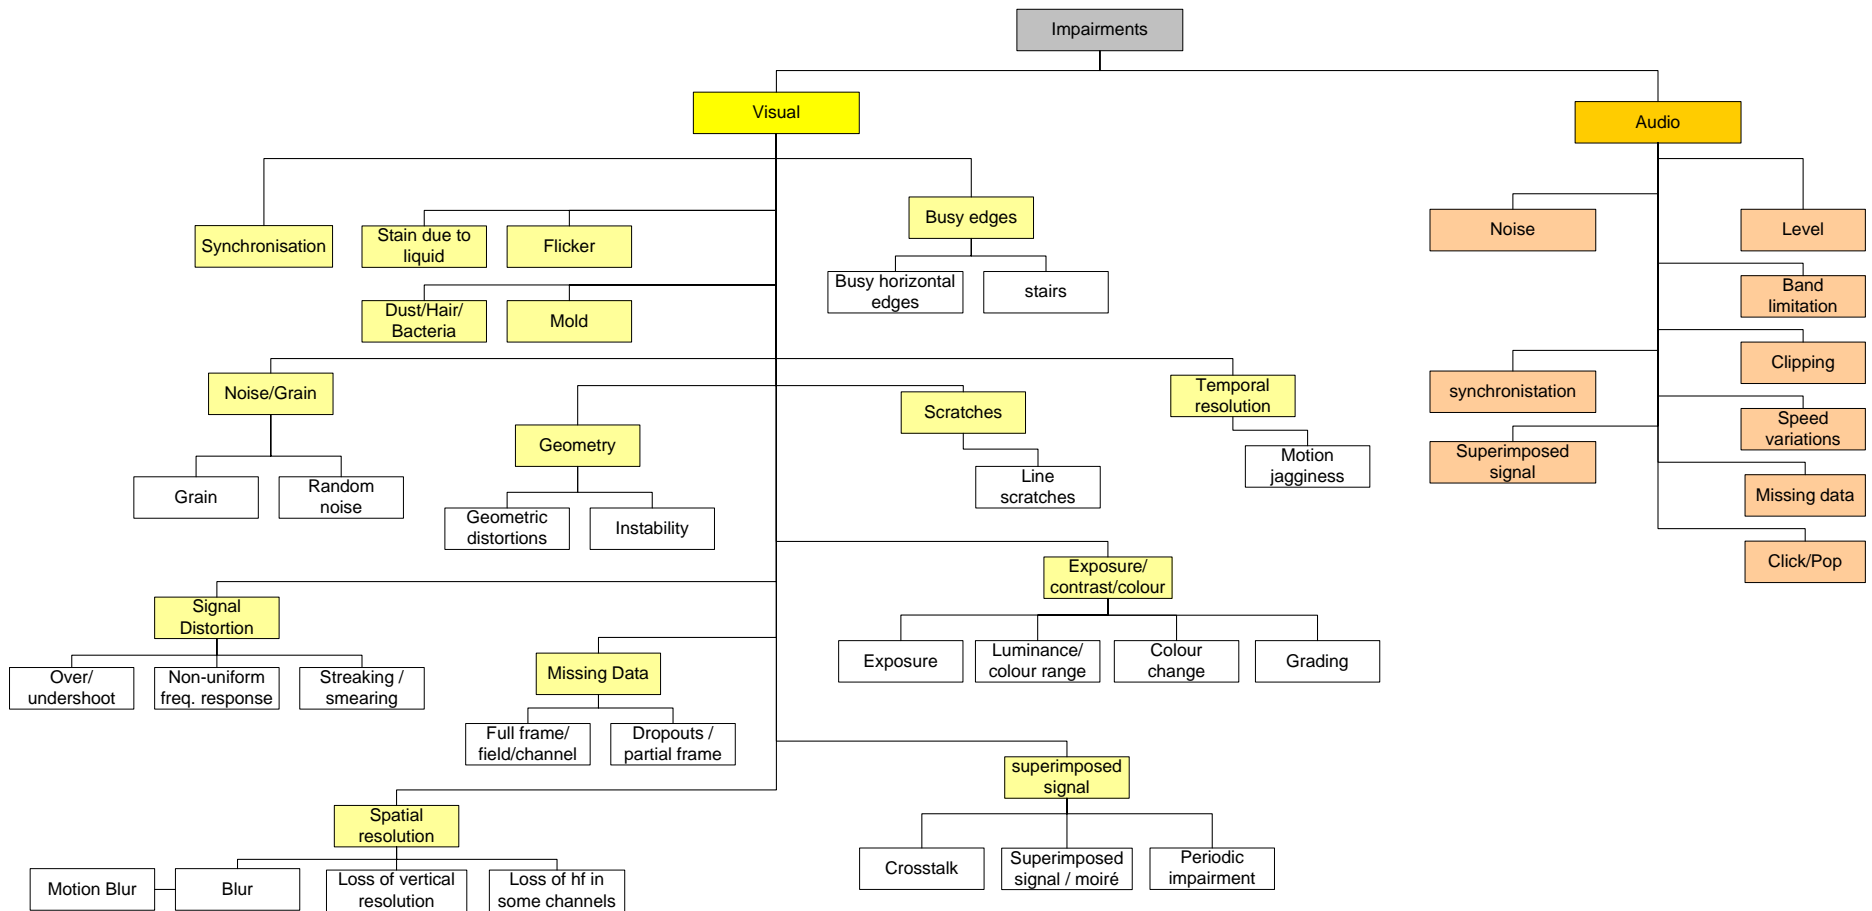 Impairments
Visual
Audio
Synchronisation
Stain due to
liquid
Flicker
Busy edges
Noise
Level
Busy horizontal
edges
stairs
Dust/Hair/
Bacteria
Mold
Band
limitation
Noise/Grain
Geometry
Scratches
Temporal
resolution
synchronistation
Clipping
Speed
variations
Superimposed
signal
Grain
Random
noise
Geometric
distortions
Instability
Line
scratches
Motion
jagginess
Missing data
Click/Pop
Signal
Distortion
Exposure/
contrast/colour
Over/
undershoot
Non-uniform
freq. response
Streaking /
smearing
Missing Data
Exposure
Luminance/
colour range
Colour
change
Grading
Full frame/
field/channel
Dropouts /
partial frame
superimposed
signal
Spatial
resolution
Motion Blur
Blur
Loss of vertical
resolution
Loss of hf in
some channels
Crosstalk
Superimposed
signal / moiré
Periodic
impairment